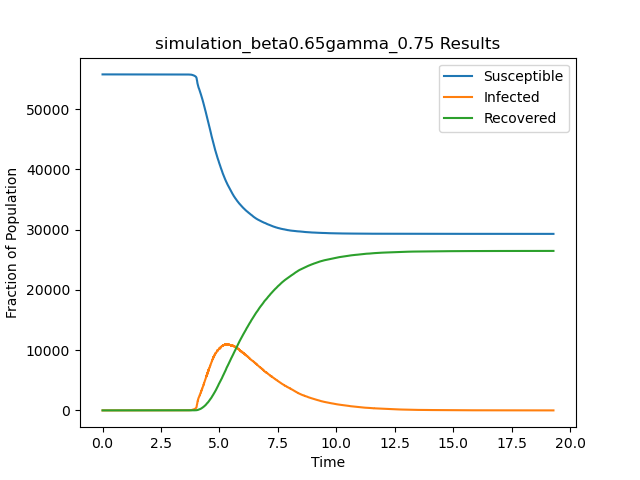 simulation_beta0.65gamma_0.75 Results
Susceptible
Infected
Recovered
Fraction of Population
50000
40000
30000
20000
10000
0
0.0 2.5 5.0 7.5 10.0 12.5 15.0 17.5 20.0
Time